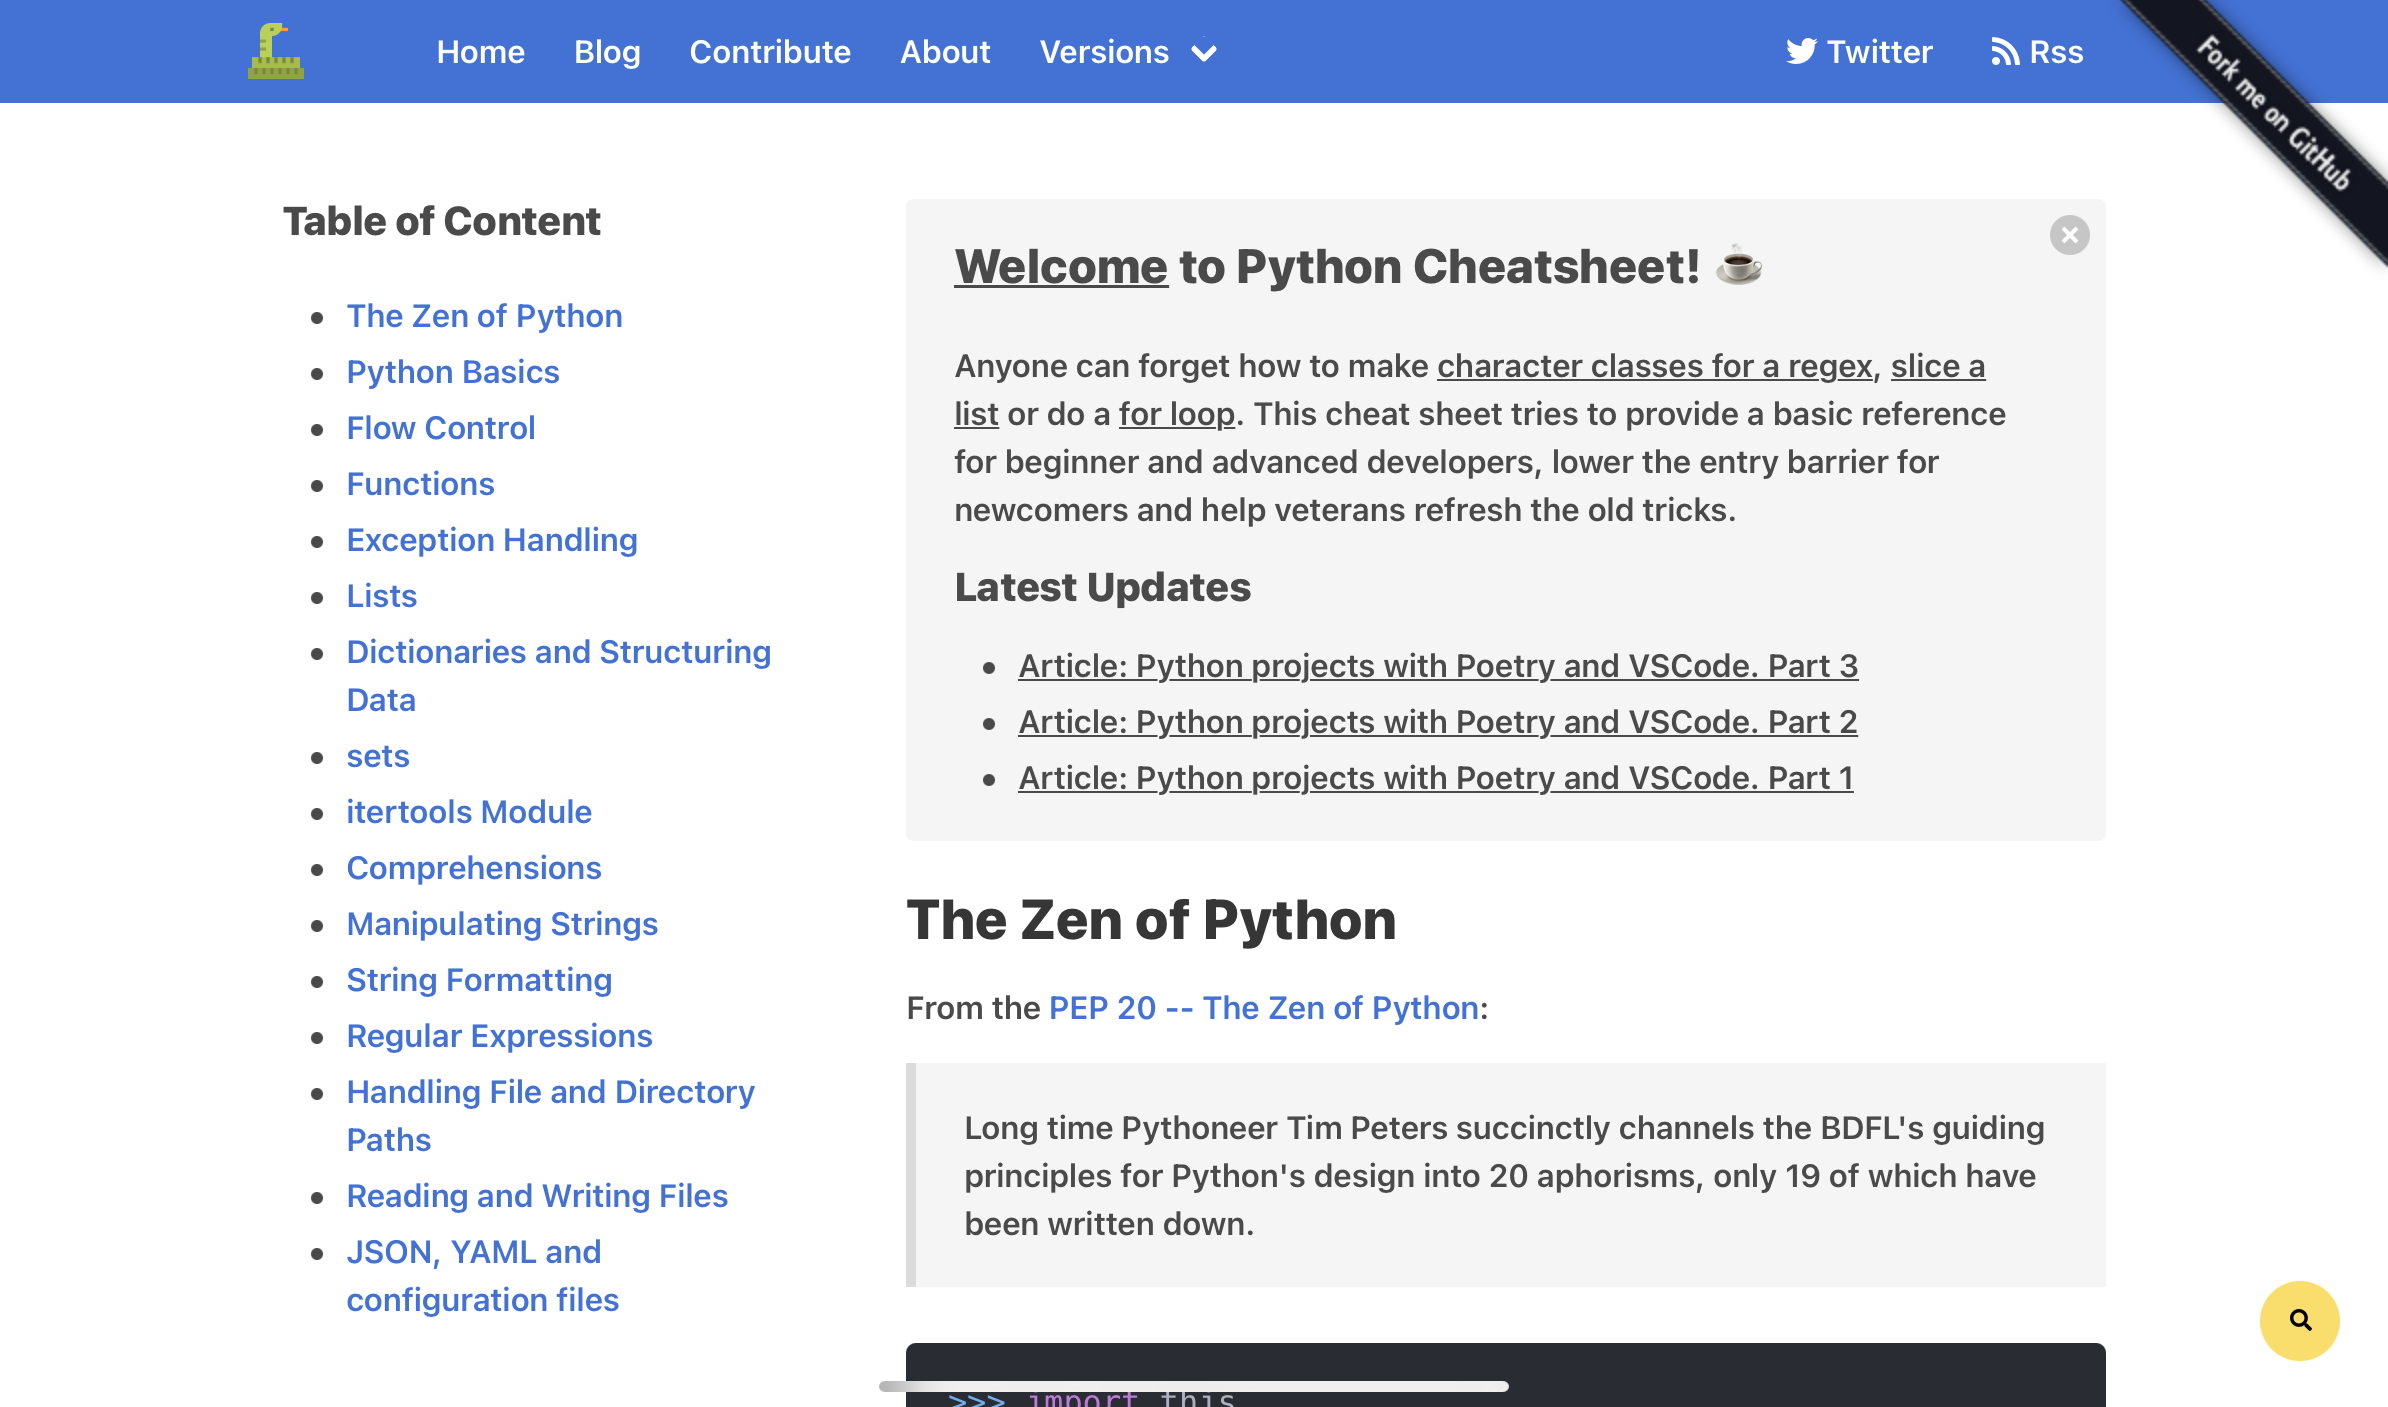 Home Blog Contribute About Versions Twitter Rss
Fork me on GitHub
Table of Content
The Zen of Python
Python Basics
Flow Control
Functions
Exception Handling
Lists
Dictionaries and Structuring
Data
sets
itertools Module
Comprehensions
Manipulating Strings
String Formatting
Regular Expressions
Handling File and Directory
Paths
Reading and Writing Files
JSON, YAML and
configuration files
Welcome to Python Cheatsheet! ☕
Anyone can forget how to make character classes for a regex, slice a
list or do a for loop. This cheat sheet tries to provide a basic reference
for beginner and advanced developers, lower the entry barrier for
newcomers and help veterans refresh the old tricks.
Latest Updates
Article: Python projects with Poetry and VSCode. Part 3
Article: Python projects with Poetry and VSCode. Part 2
Article: Python projects with Poetry and VSCode. Part 1
The Zen of Python
From the PEP 20 -- The Zen of Python:
Long time Pythoneer Tim Peters succinctly channels the BDFL's guiding
principles for Python's design into 20 aphorisms, only 19 of which have
been written down.
>>> import this